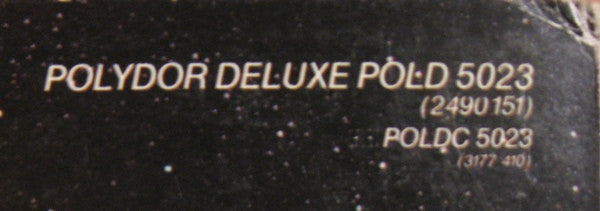 POLYDOR DELUXE POLD 5023
(2490 151)
POLDC 5023
(3177 410)